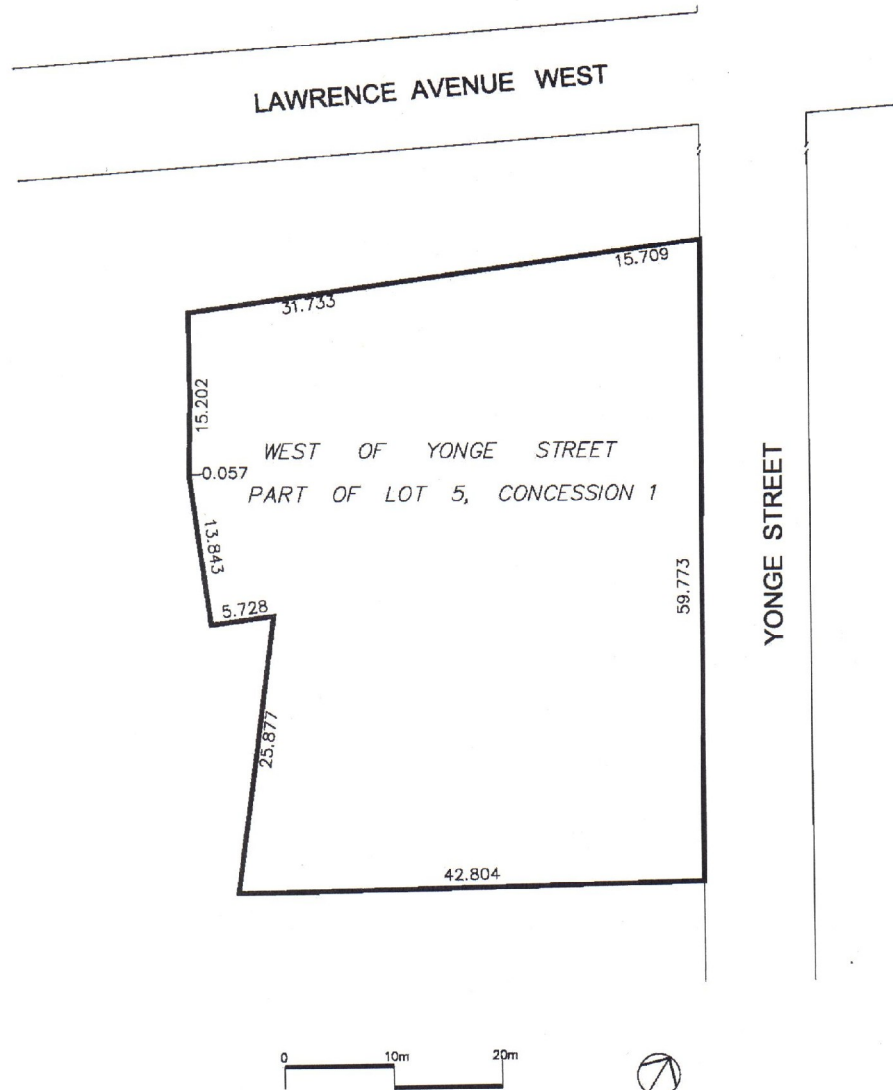 LAWRENCE AVENUE WEST
15.709
31.733
15.202
WEST OF YONGE STREET
0.057
PART OF LOT 5, CONCESSION 1
13.843
59.773
YONGE STREET
5.728
25.877
42.804
0 10m 20m